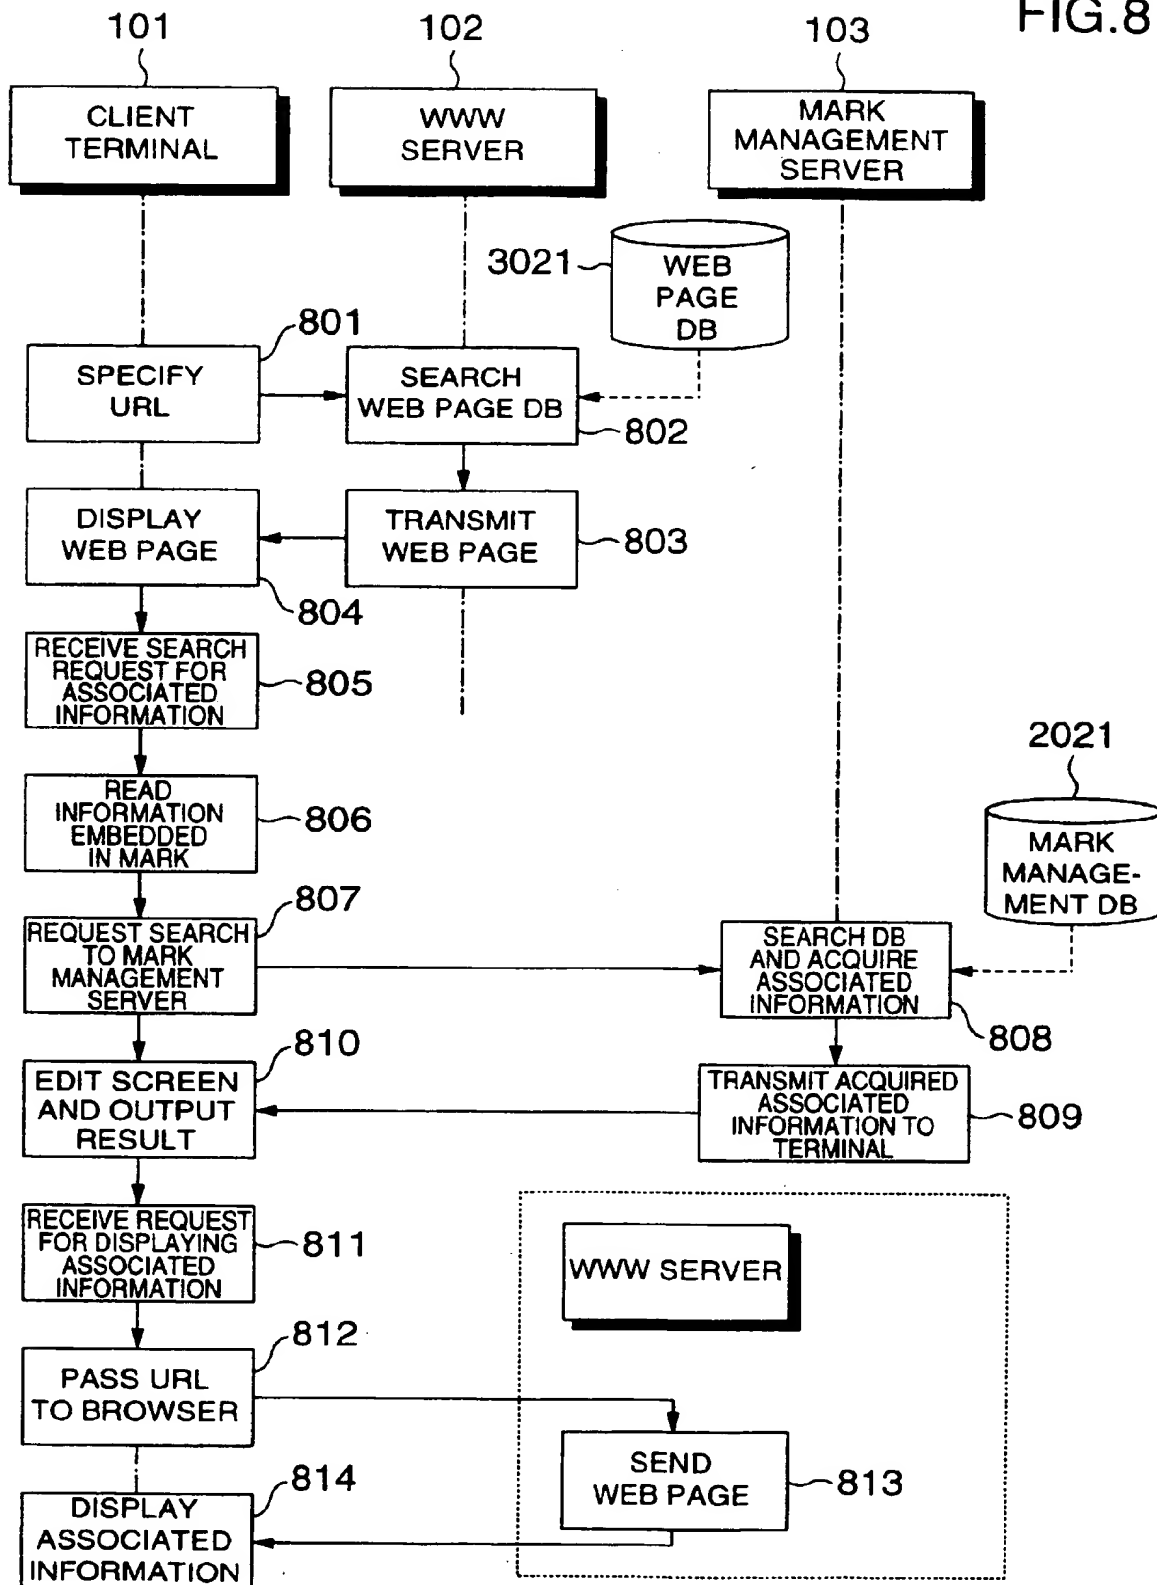 FIG.8
101
102
103
CLIENT
TERMINAL
WWW
SERVER
MARK
MANAGEMENT
SERVER
3021
WEB
PAGE
DB
801
SPECIFY
URL
SEARCH
WEB PAGE DB
802
DISPLAY
WEB PAGE
804
TRANSMIT
WEB PAGE
803
RECEIVE SEARCH
REQUEST FOR
ASSOCIATED
INFORMATION
805
READ
INFORMATION
EMBEDDED
IN MARK
806
2021
MARK
MANAGE-
MENT DB
807
REQUEST SEARCH
TO MARK
MANAGEMENT
SERVER
SEARCH DB
AND ACQUIRE
ASSOCIATED
INFORMATION
808
810
EDIT SCREEN
AND OUTPUT
RESULT
TRANSMIT ACQUIRED
ASSOCIATED
INFORMATION TO
TERMINAL
809
RECEIVE REQUEST
FOR DISPLAYING
ASSOCIATED
INFORMATION
811
WWW SERVER
812
PASS URL
TO BROWSER
SEND
WEB PAGE
813
814
DISPLAY
ASSOCIATED
INFORMATION